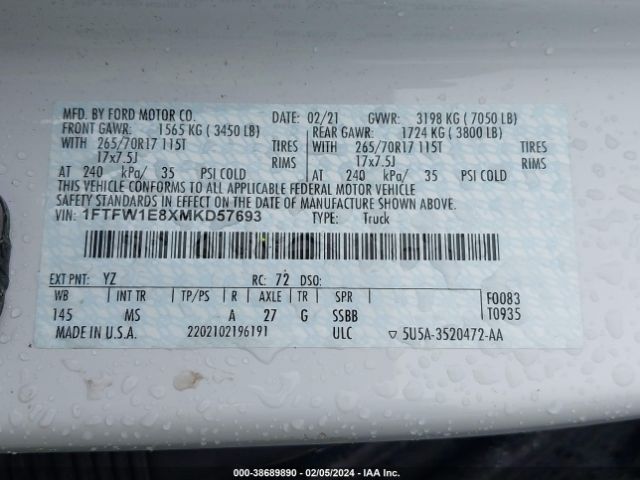 MFD. BY FORD MOTOR CO. DATE: 02/21 GVWR: 3198 KG ( 7050 LB)
FRONT GAWR: 1565 KG ( 3450 LB) REAR GAWR: 1724 KG ( 3800 LB)
WITH 265/70R17 115T TIRES WITH 265/70R17 115T TIRES
17x7.5J RIMS 17x7.5J RIMS
AT 240 kPa/ 35 PSI COLD AT 240 kPa/ 35 PSI COLD
THIS VEHICLE CONFORMS TO ALL APPLICABLE FEDERAL MOTOR VEHICLE
SAFETY STANDARDS IN EFFECT ON THE DATE OF MANUFACTURE SHOWN ABOVE.
VIN: 1FTFW1E8XMKD57693 TYPE: Truck
EXT PNT: YZ RC: 72 DSO:
WB INT TR TP/PS R AXLE TR SPR F0083
145 MS A 27 G SSBB T0935
MADE IN U.S.A. 2202102196191 ULC 5U5A-3520472-AA
000-38689890 - 02/05/2024 - IAA Inc.